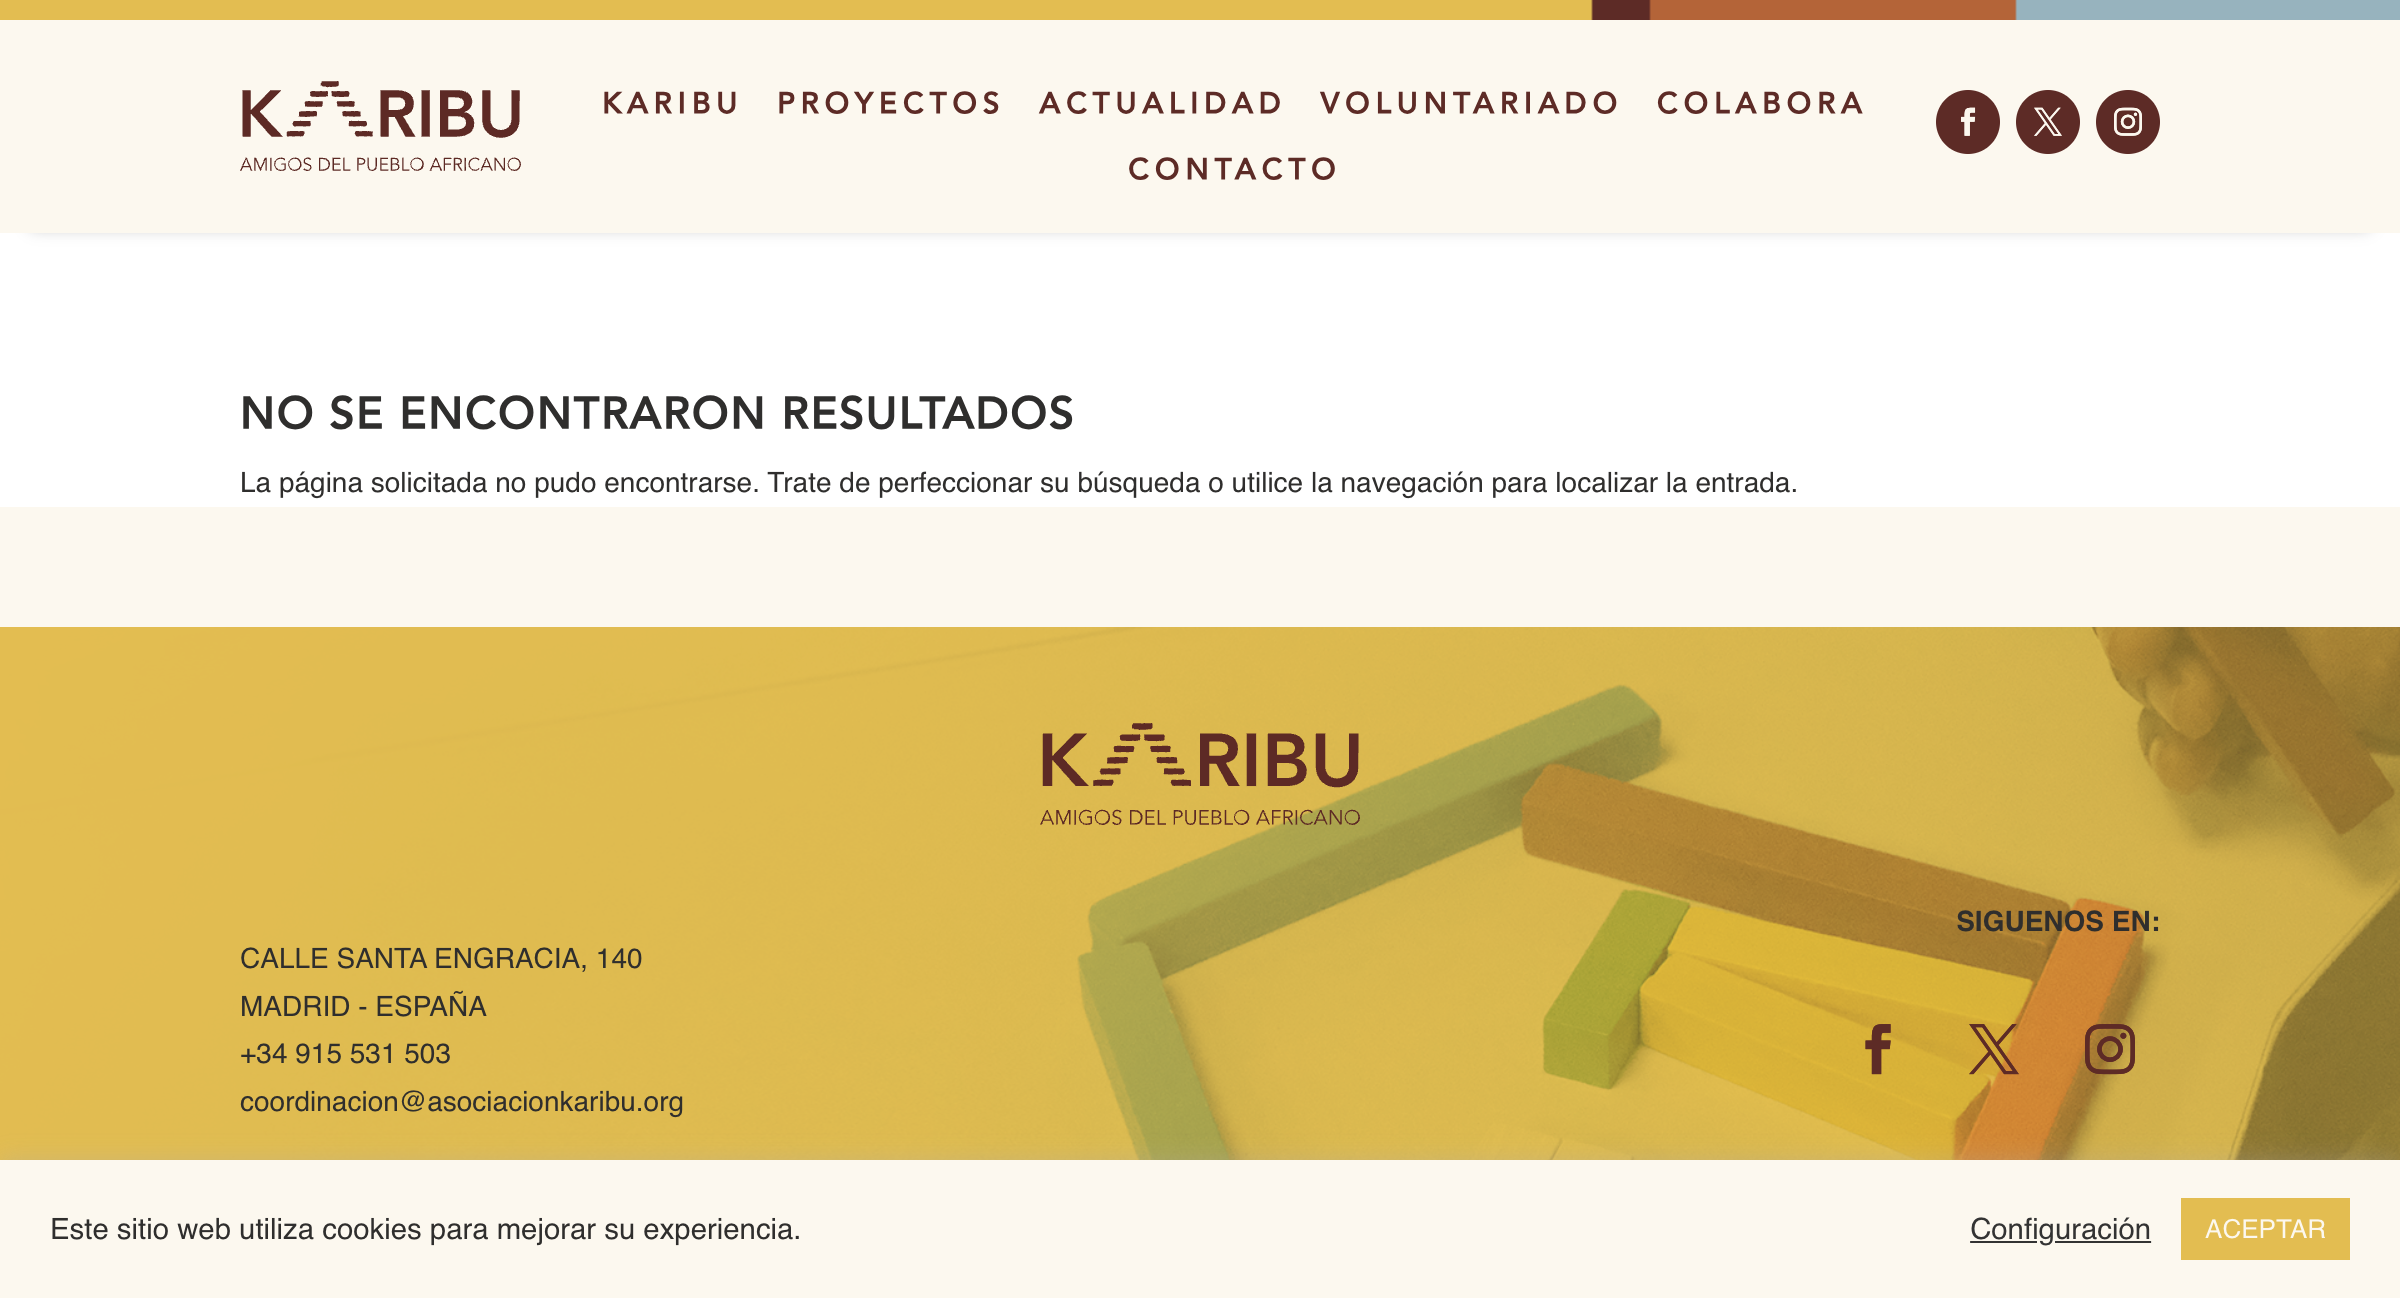 KARIBU
AMIGOS DEL PUEBLO AFRICANO
KARIBU PROYECTOS ACTUALIDAD VOLUNTARIADO COLABORA
CONTACTO
NO SE ENCONTRARON RESULTADOS
La página solicitada no pudo encontrarse. Trate de perfeccionar su búsqueda o utilice la navegación para localizar la entrada.
KARIBU
AMIGOS DEL PUEBLO AFRICANO
SIGUENOS EN:
CALLE SANTA ENGRACIA, 140
MADRID - ESPAÑA
+34 915 531 503
coordinacion@asociacionkaribu.org
Este sitio web utiliza cookies para mejorar su experiencia.
Configuración
ACEPTAR